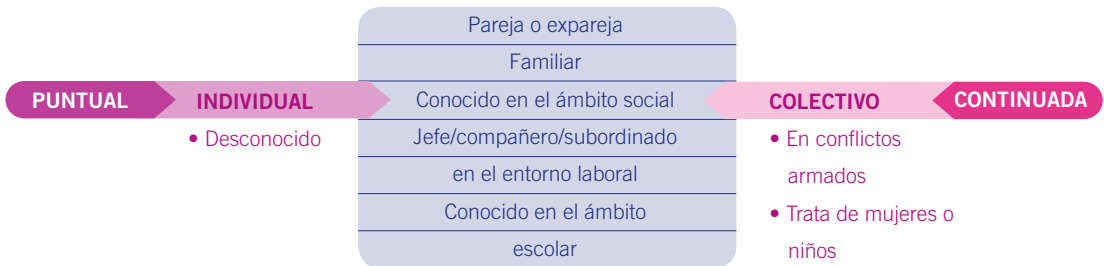 PUNTUAL
INDIVIDUAL
• Desconocido
Pareja o expareja
Familiar
Conocido en el ámbito social
Jefe/compañero/subordinado
en el entorno laboral
Conocido en el ámbito
escolar
COLECTIVO
• En conflictos
armados
• Trata de mujeres o
niños
CONTINUADA